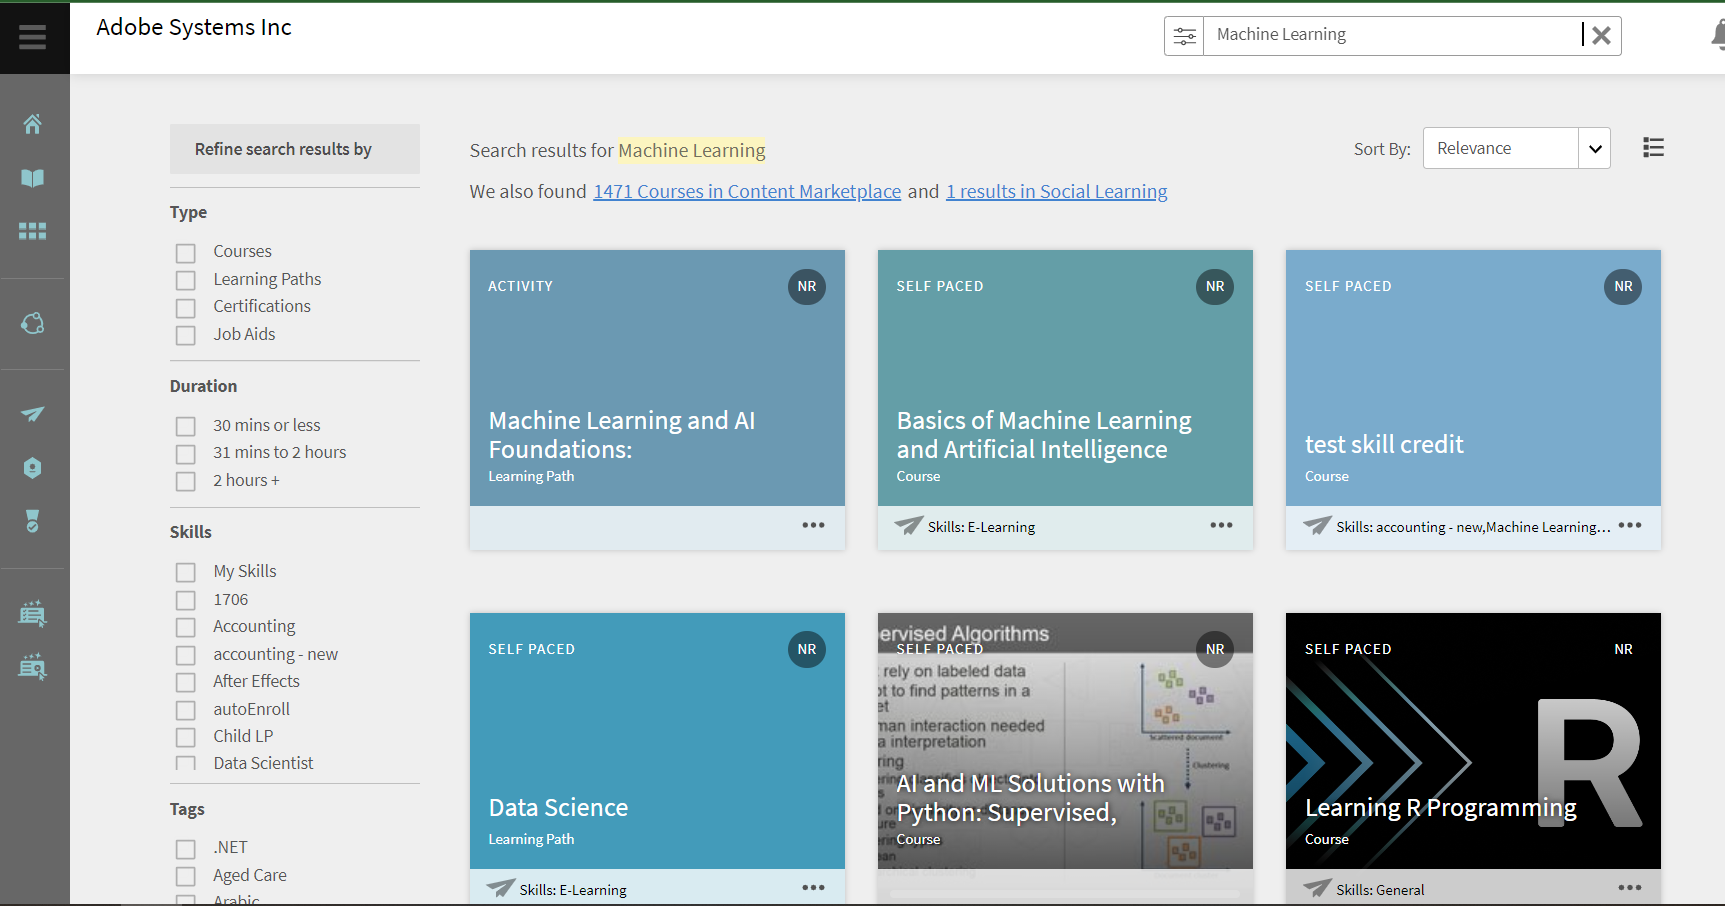 Adobe Systems Inc
Machine Learning
Refine search results by
Type
Courses
Learning Paths
Certifications
Job Aids
Duration
30 mins or less
31 mins to 2 hours
2 hours +
Skills
My Skills
1706
Accounting
accounting - new
After Effects
autoEnroll
Child LP
Data Scientist
Tags
.NET
Aged Care
Arabic
Search results for Machine Learning
Sort By: Relevance
We also found 1471 Courses in Content Marketplace and 1 results in Social Learning
ACTIVITY NR
Machine Learning and AI
Foundations:
Learning Path
SELF PACED NR
Basics of Machine Learning
and Artificial Intelligence
Course
Skills: E-Learning
SELF PACED NR
test skill credit
Course
Skills: accounting - new,Machine Learning...
SELF PACED NR
Data Science
Learning Path
Skills: E-Learning
ervised Algorithms
SELF PACED NR
rely on labeled data
ot to find patterns in a
et
man interaction needed
a interpretation
ring
Scattered document
Clustering
AI and ML Solutions with
Python: Supervised,
Course
SELF PACED NR
R
Learning R Programming
Course
Skills: General